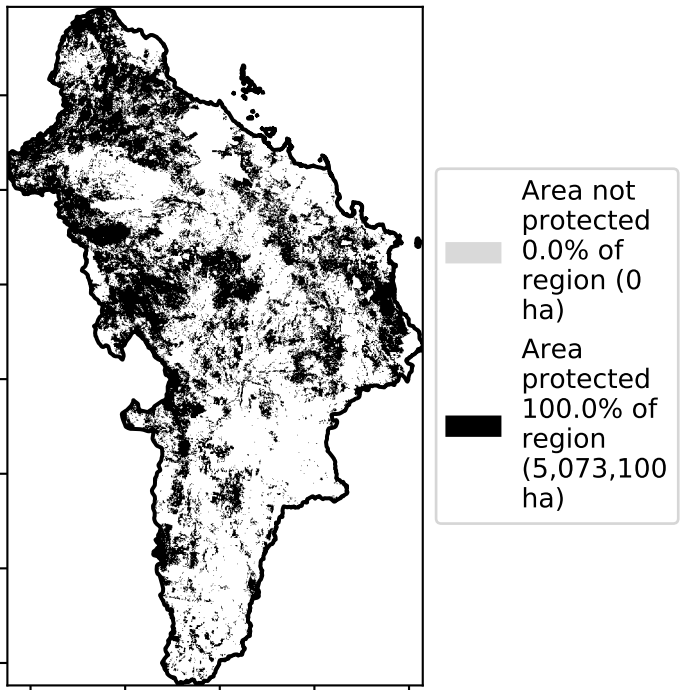 Area not
protected
0.0% of
region (0
ha)
Area
protected
100.0% of
region
(5,073,100
ha)